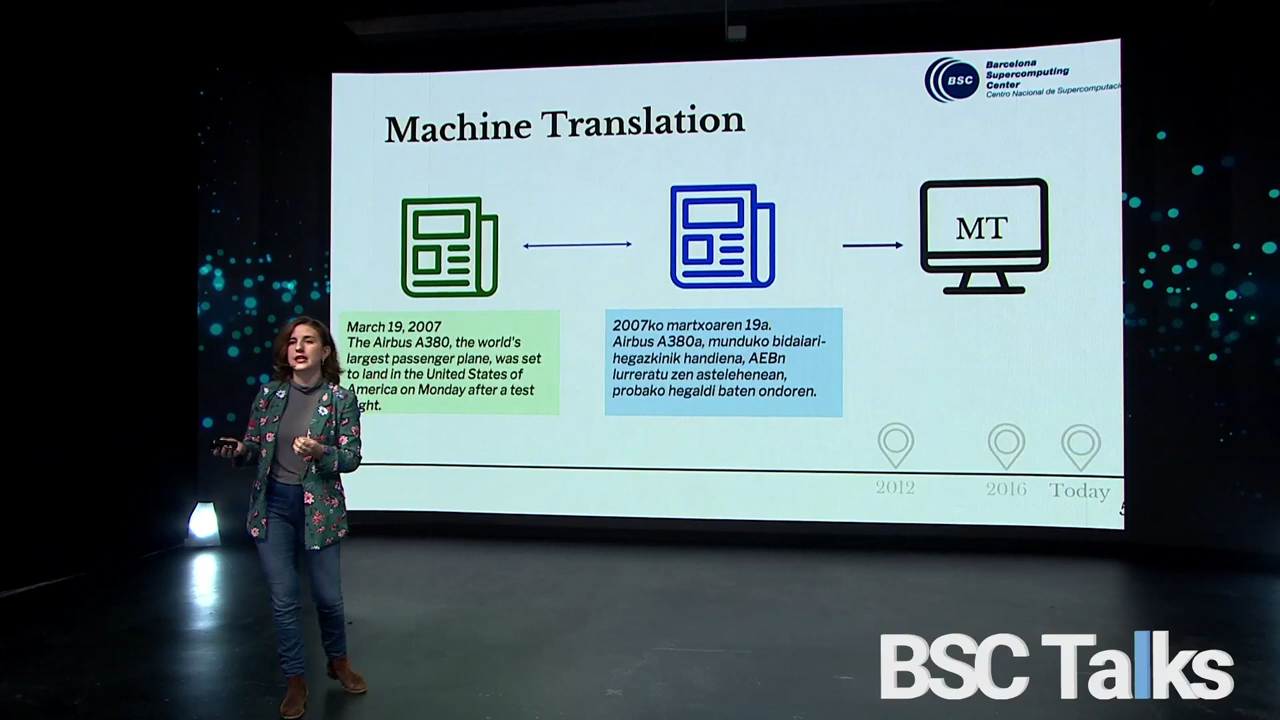 BSC
Barcelona
Supercomputing
Center
Centro Nacional de
Machine Translation
MT
March 19, 2007
The Airbus A380, the world's
largest passenger plane, was set
to land in the United States of
America on Monday after a test
2007ko martxoaren 19a.
Airbus A380a, munduko bidaiari-
hegazkinik handiena, AEBn
lurreratu zen astelehenean,
probako hegaldi baten ondoren.
2012
2016
Today
BSC Talks